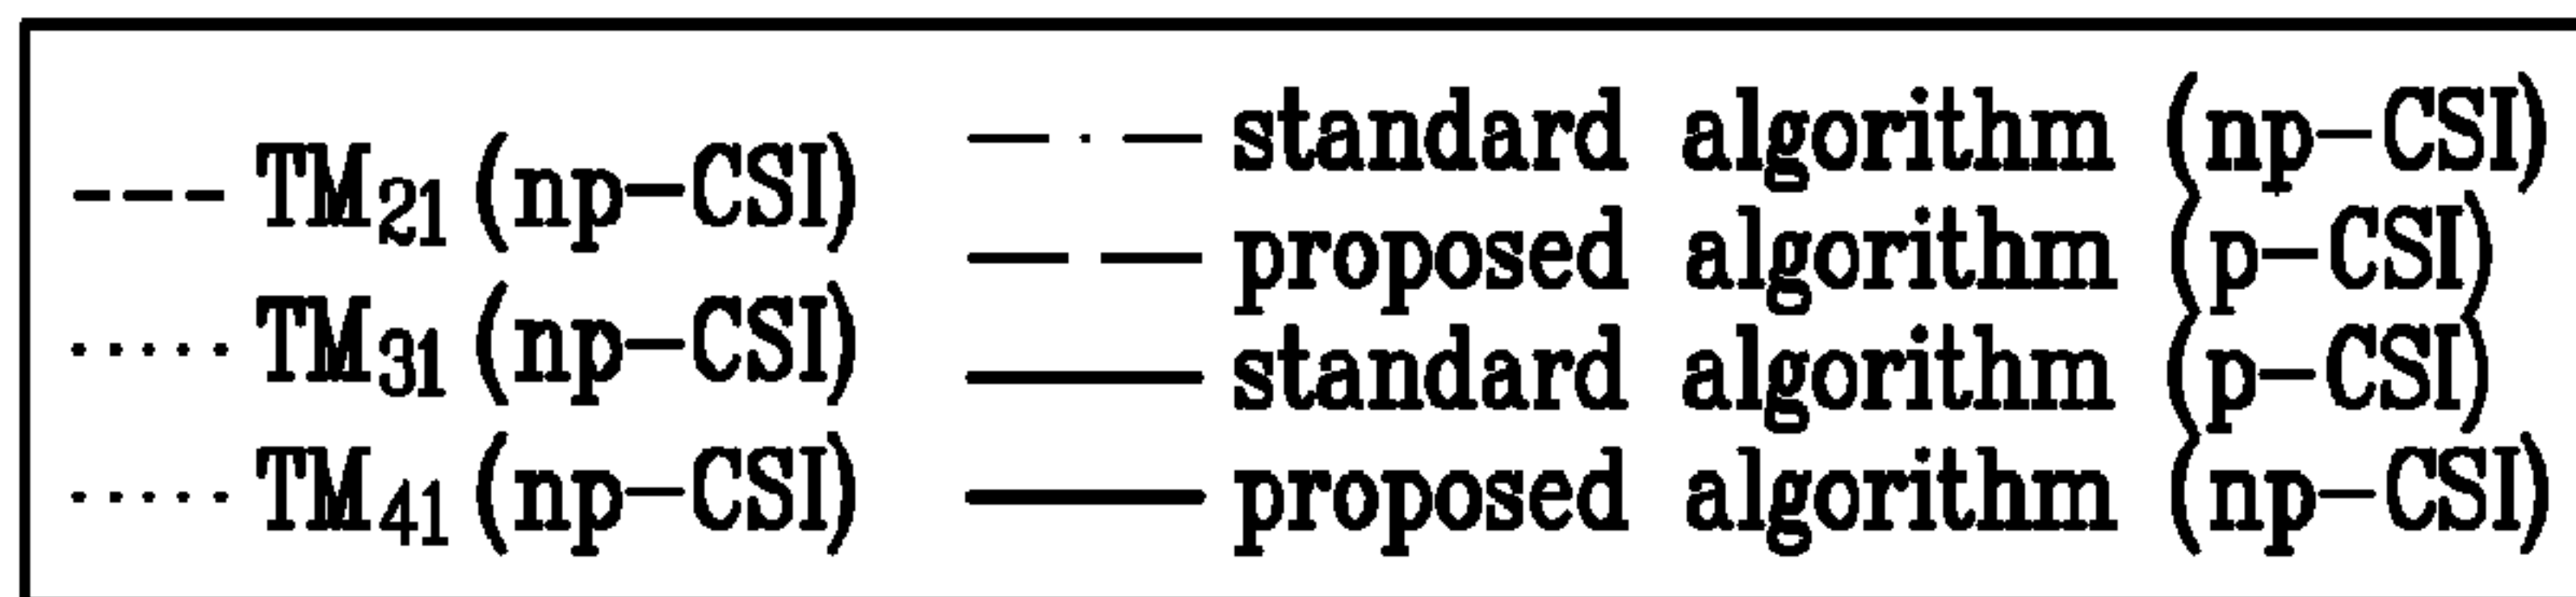 TM21 (np-CSI)
TM31 (np-CSI)
TM41 (np-CSI)
standard algorithm (np-CSI)
proposed algorithm (p-CSI)
standard algorithm (p-CSI)
proposed algorithm (np-CSI)